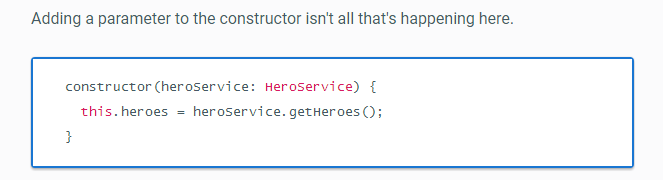 Adding a parameter to the constructor isn't all that's happening here.
constructor(heroService: HeroService) {
this.heroes = heroService.getHeroes();
}